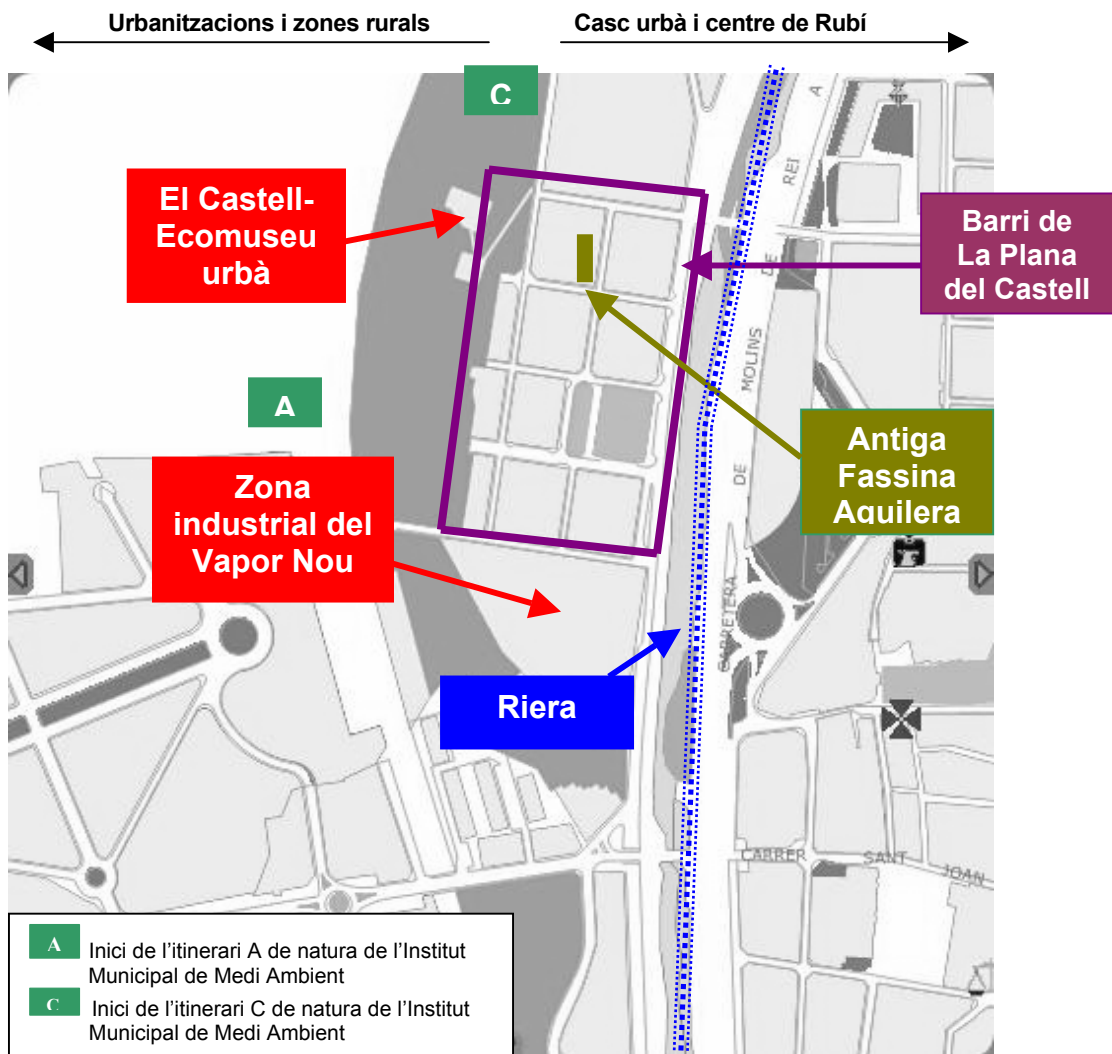 Urbanitzacions i zones rurals
Casc urbà i centre de Rubí
C
El Castell-
Ecomuseu
urbà
Barri de
La Plana
del Castell
A
Antiga
Fassina
Aguilera
Zona
industrial del
Vapor Nou
Riera
CARRETERA DE MOLINS DE REI A
CARRER SANT JOAN
A Inici de l’itinerari A de natura de l’Institut
Municipal de Medi Ambient
C Inici de l’itinerari C de natura de l’Institut
Municipal de Medi Ambient